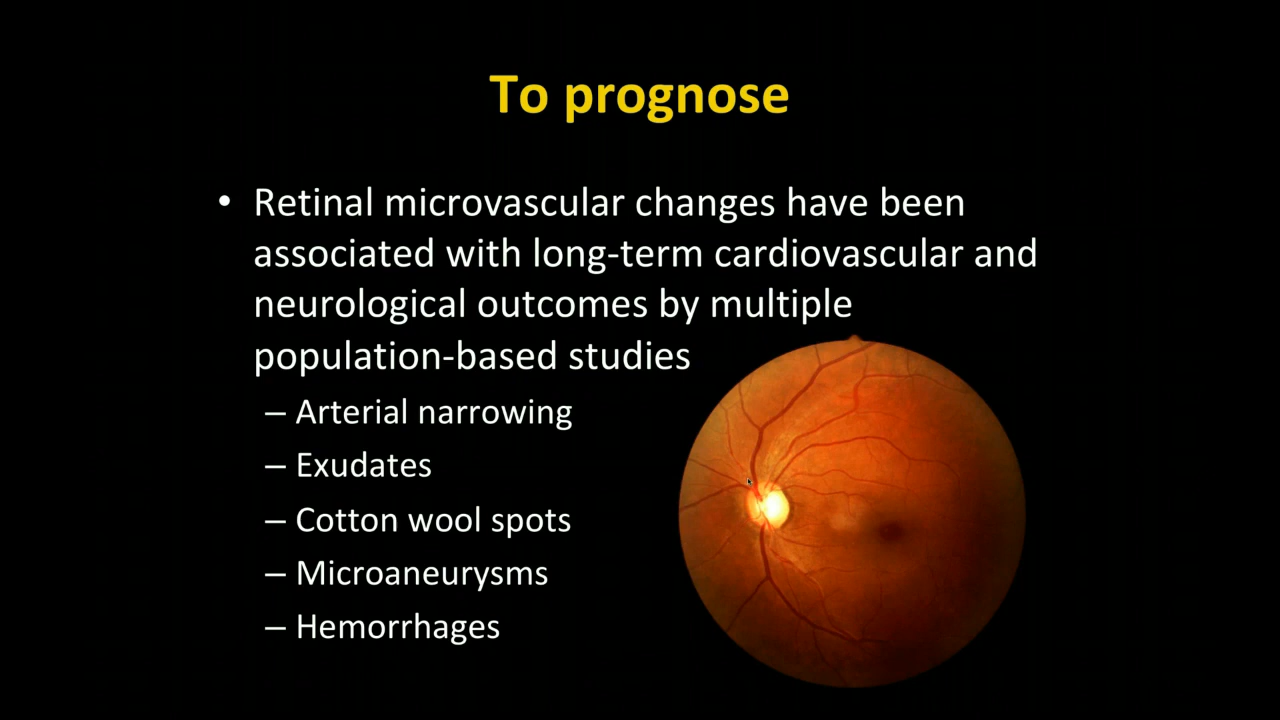 To prognose
• Retinal microvascular changes have been
associated with long-term cardiovascular and
neurological outcomes by multiple
population-based studies
– Arterial narrowing
– Exudates
– Cotton wool spots
– Microaneurysms
– Hemorrhages